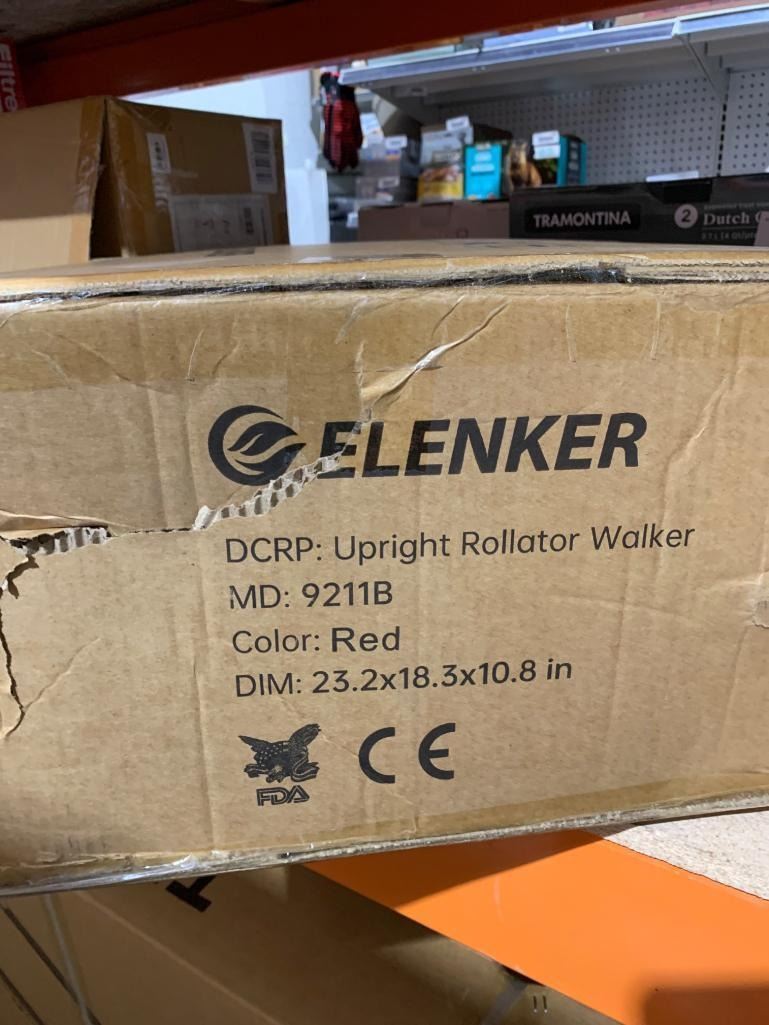 TRAMONTINA
2
Dutch
ELENKER
DCRP: Upright Rollator Walker
MD: 9211B
Color: Red
DIM: 23.2x18.3x10.8 in
FDA
CE